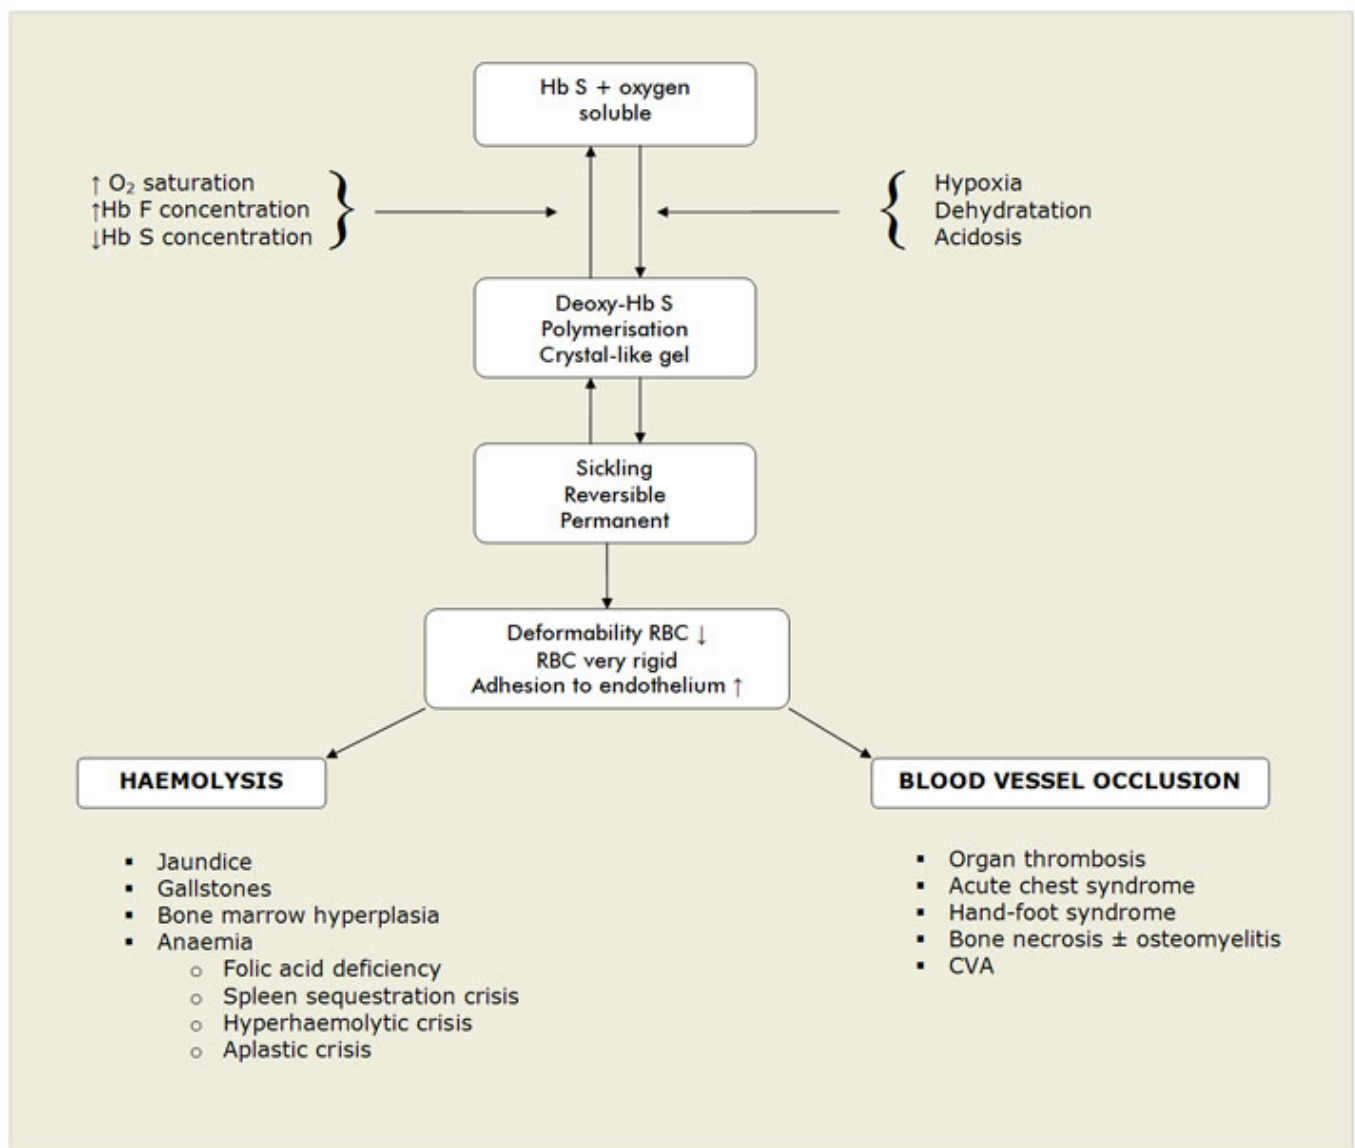 Hb S + oxygen
soluble
↑ O₂ saturation
↑Hb F concentration
↓Hb S concentration
Hypoxia
Dehydratation
Acidosis
Deoxy-Hb S
Polymerisation
Crystal-like gel
Sickling
Reversible
Permanent
Deformability RBC ↓
RBC very rigid
Adhesion to endothelium ↑
HAEMOLYSIS
▪ Jaundice
▪ Gallstones
▪ Bone marrow hyperplasia
▪ Anaemia
o Folic acid deficiency
o Spleen sequestration crisis
o Hyperhaemolytic crisis
o Aplastic crisis
BLOOD VESSEL OCCLUSION
▪ Organ thrombosis
▪ Acute chest syndrome
▪ Hand-foot syndrome
▪ Bone necrosis ± osteomyelitis
▪ CVA